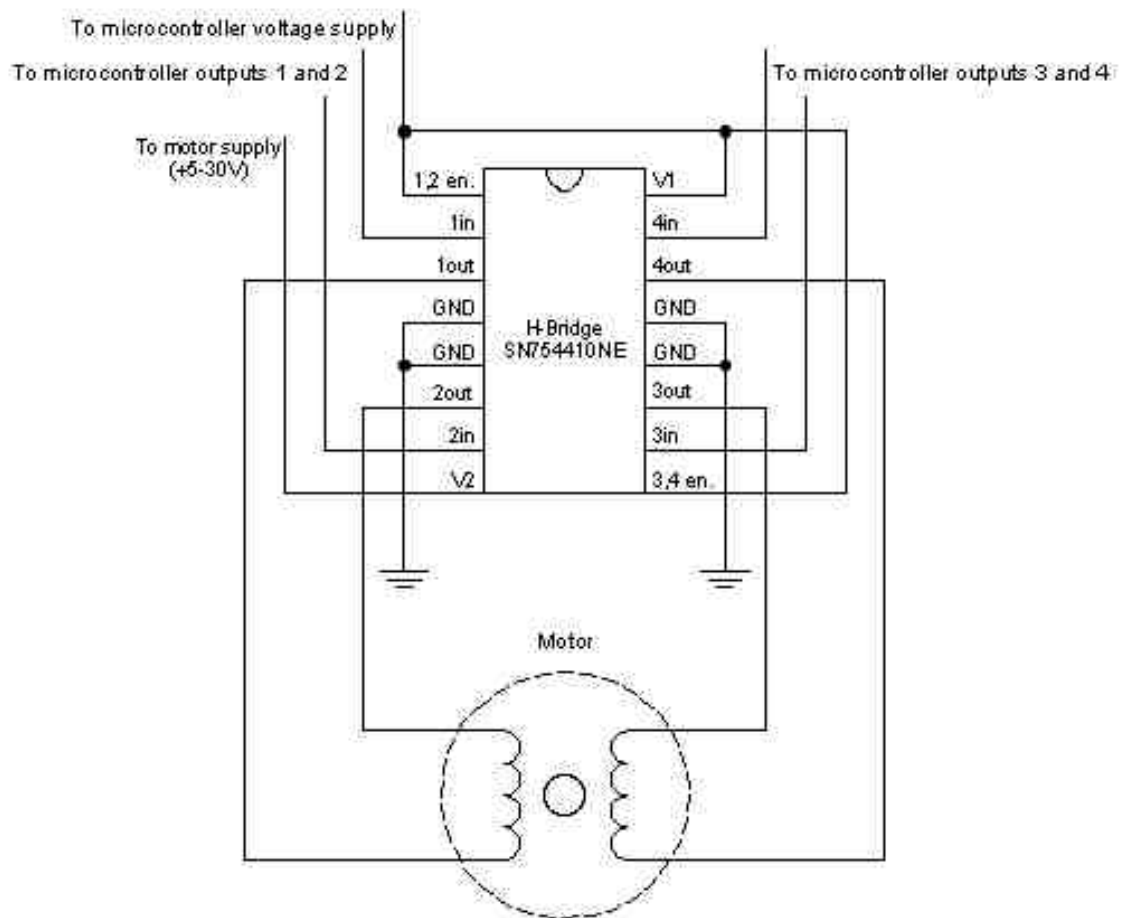 To microcontroller voltage supply
To microcontroller outputs 1 and 2
To microcontroller outputs 3 and 4
To motor supply
(+5-30V)
1,2 en.
V1
1in
4in
1out
4out
GND
GND
H-Bridge
SN754410NE
GND
GND
2out
3out
2in
3in
V2
3,4 en.
Motor